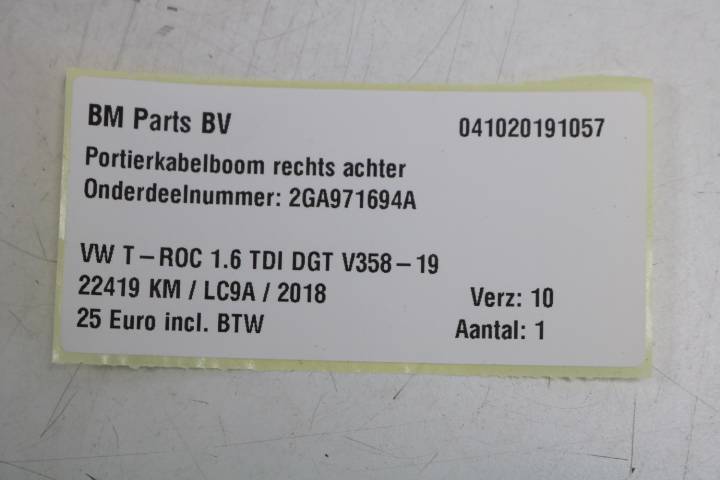 BM Parts BV 041020191057
Portierkabelboom rechts achter
Onderdeelnummer: 2GA971694A
VW T-ROC 1.6 TDI DGT V358-19
22419 KM / LC9A / 2018 Verz: 10
25 Euro incl. BTW Aantal: 1